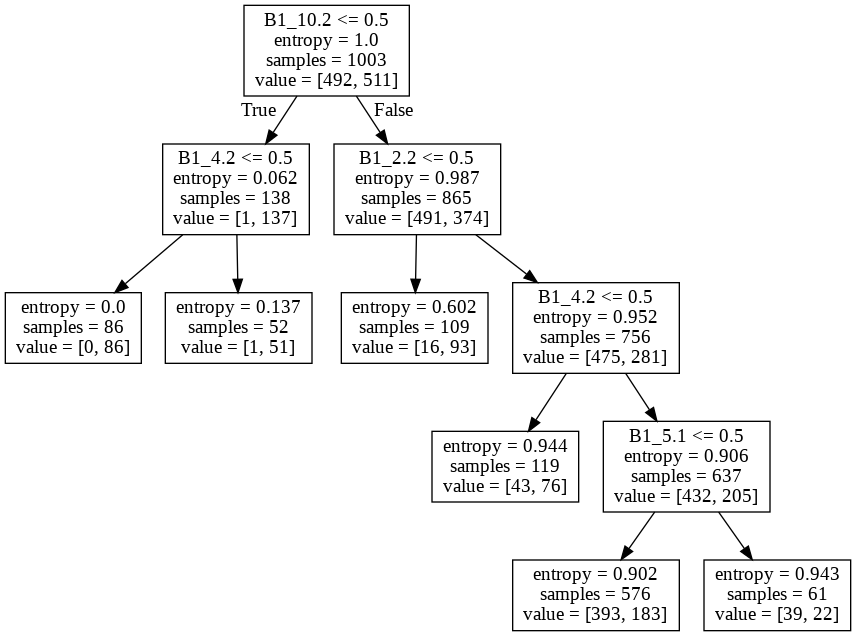 B1_10.2 <= 0.5
entropy = 1.0
samples = 1003
value = [492, 511]
True
False
B1_4.2 <= 0.5
entropy = 0.062
samples = 138
value = [1, 137]
B1_2.2 <= 0.5
entropy = 0.987
samples = 865
value = [491, 374]
entropy = 0.0
samples = 86
value = [0, 86]
entropy = 0.137
samples = 52
value = [1, 51]
entropy = 0.602
samples = 109
value = [16, 93]
B1_4.2 <= 0.5
entropy = 0.952
samples = 756
value = [475, 281]
entropy = 0.944
samples = 119
value = [43, 76]
B1_5.1 <= 0.5
entropy = 0.906
samples = 637
value = [432, 205]
entropy = 0.902
samples = 576
value = [393, 183]
entropy = 0.943
samples = 61
value = [39, 22]